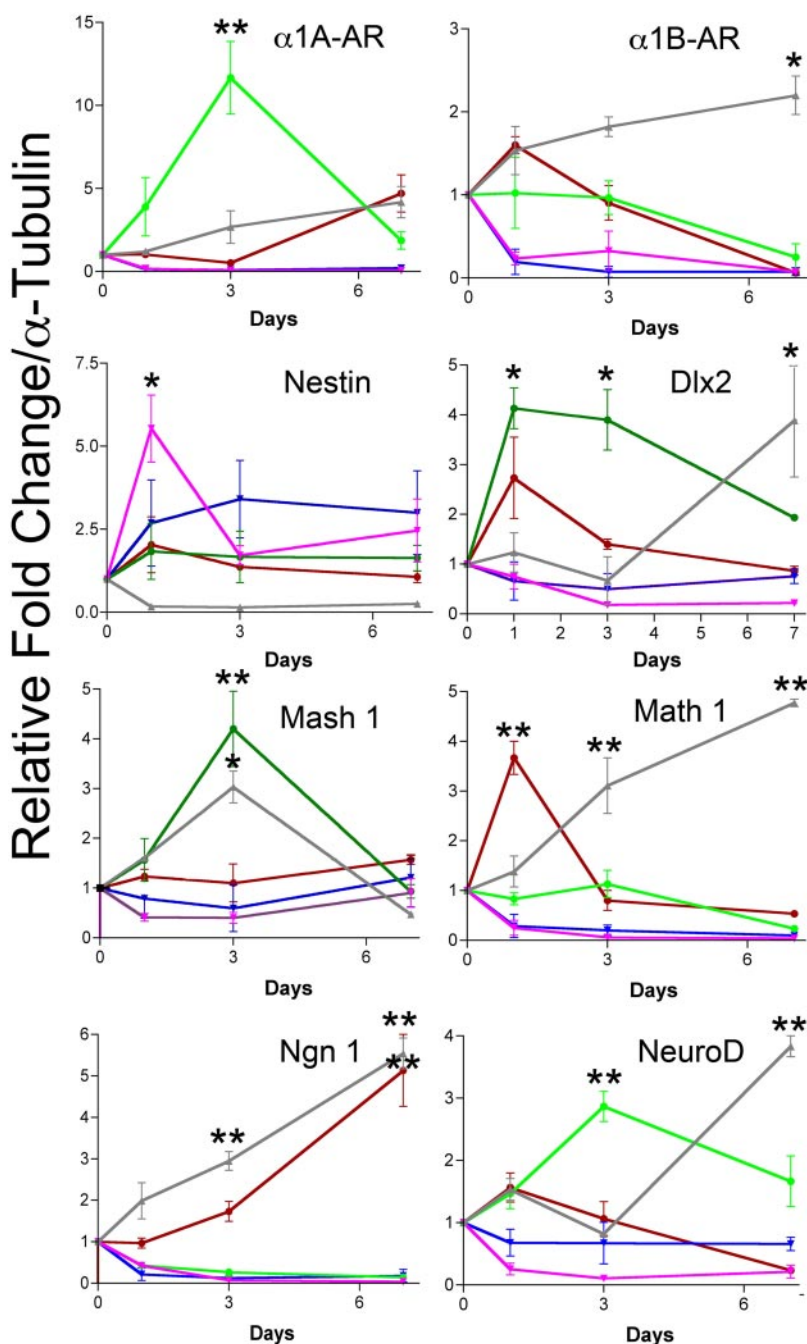 Relative Fold Change/α-Tubulin
α1A-AR
**
15
10
5
0
0 3 6
Days
α1B-AR
*
3
2
1
0
0 3 6
Days
Nestin
*
7.5
5.0
2.5
0.0
0 3 6
Days
Dlx2
* * *
5
4
3
2
1
0
0 1 2 3 4 5 6 7
Days
Mash 1
**
*
5
4
3
2
1
0
0 3 6
Days
Math 1
** ** **
5
4
3
2
1
0
0 3 6
Days
Ngn 1
**
**
**
6
5
4
3
2
1
0
0 3 6
Days
NeuroD
** **
4
3
2
1
0
0 3 6
Days